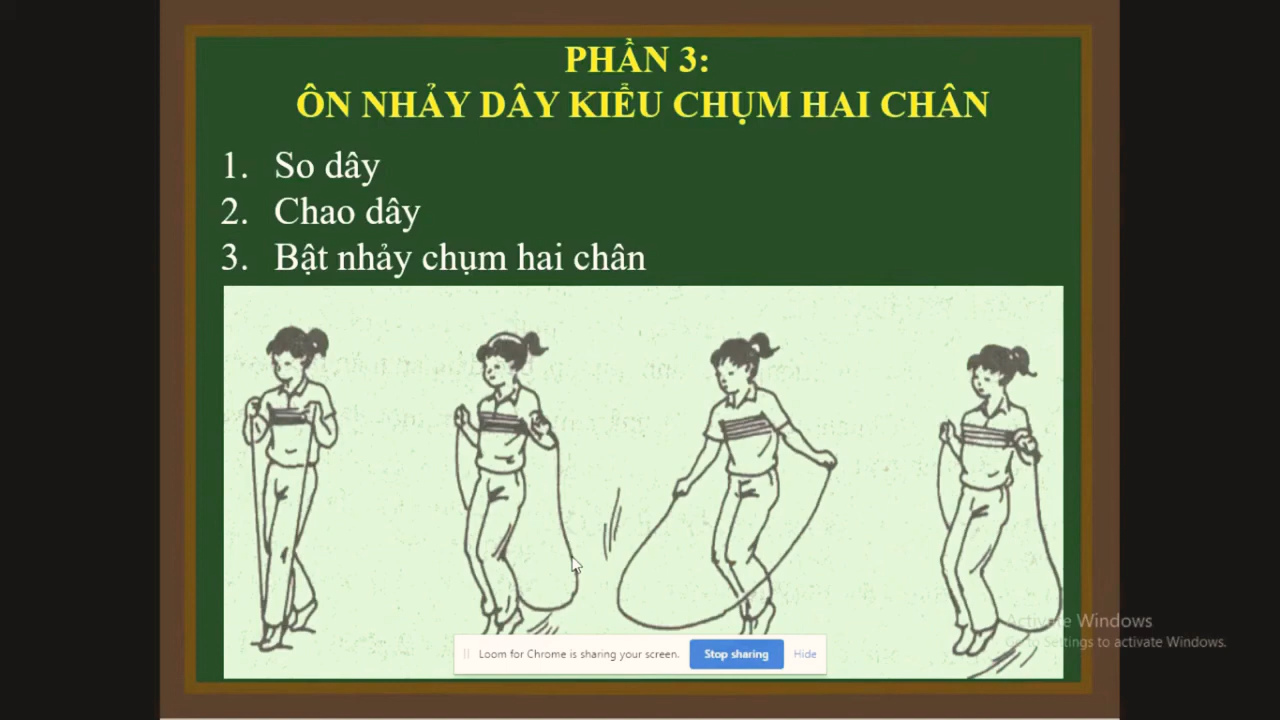 PHẦN 3:
ÔN NHẢY DÂY KIỂU CHỤM HAI CHÂN
1. So dây
2. Chao dây
3. Bật nhảy chụm hai chân
Activate Windows
Go to Settings to activate Windows.
Loom for Chrome is sharing your screen. Stop sharing Hide